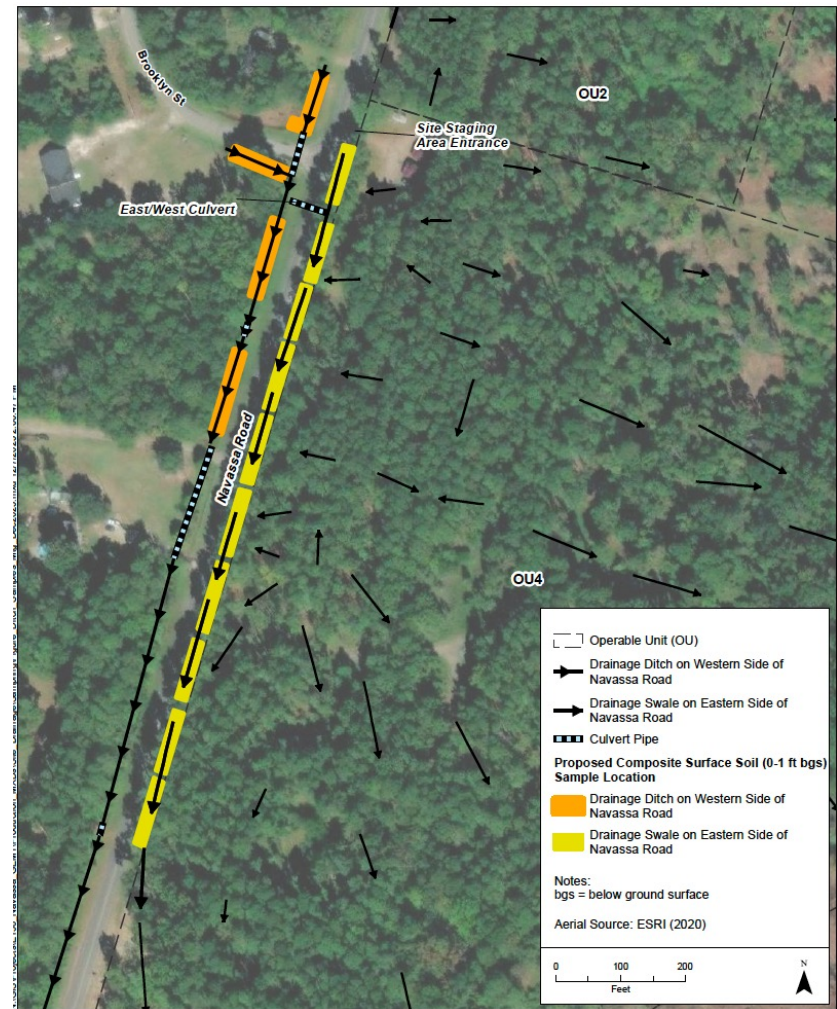 Brooklyn St
OU2
Site Staging
Area Entrance
East/West Culvert
Navassa Road
OU4
Operable Unit (OU)
Drainage Ditch on Western Side of
Navassa Road
Drainage Swale on Eastern Side of
Navassa Road
Culvert Pipe
Proposed Composite Surface Soil (0-1 ft bgs)
Sample Location
Drainage Ditch on Western Side of
Navassa Road
Drainage Swale on Eastern Side of
Navassa Road
Notes:
bgs = below ground surface
Aerial Source: ESRI (2020)
0 100 200
Feet
N